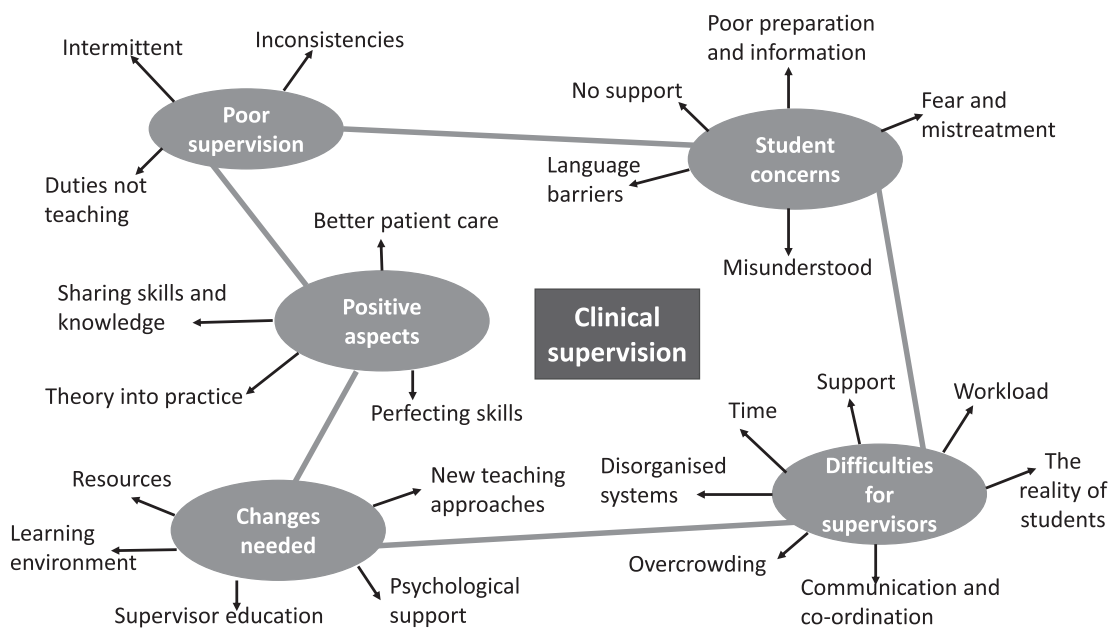 Intermittent
Inconsistencies
Poor
supervision
Duties not
teaching
Poor preparation
and information
No support
Fear and
mistreatment
Student
concerns
Language
barriers
Misunderstood
Better patient care
Sharing skills and
knowledge
Positive
aspects
Theory into practice
Perfecting skills
Clinical
supervision
Support
Workload
Time
Disorganised
systems
Difficulties
for
supervisors
The
reality of
students
Overcrowding
Communication and
co-ordination
Resources
New teaching
approaches
Changes
needed
Learning
environment
Supervisor education
Psychological
support